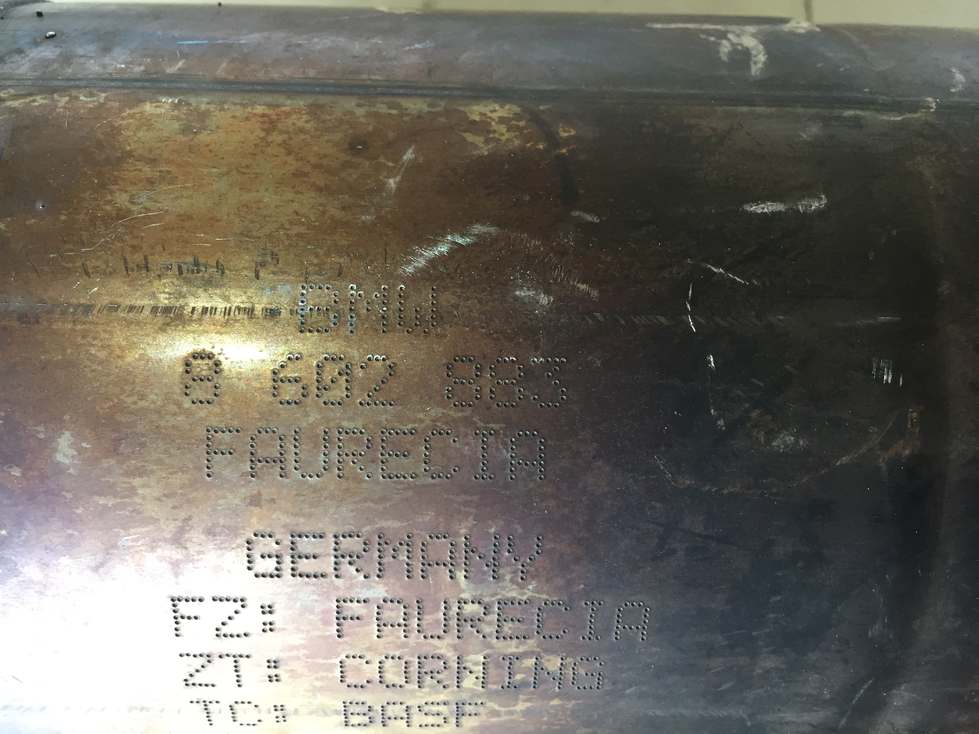 BMW
8 602 883
FAURECIA
GERMANY
FZ: FAURECIA
ZT: CORNING
TC: BASF